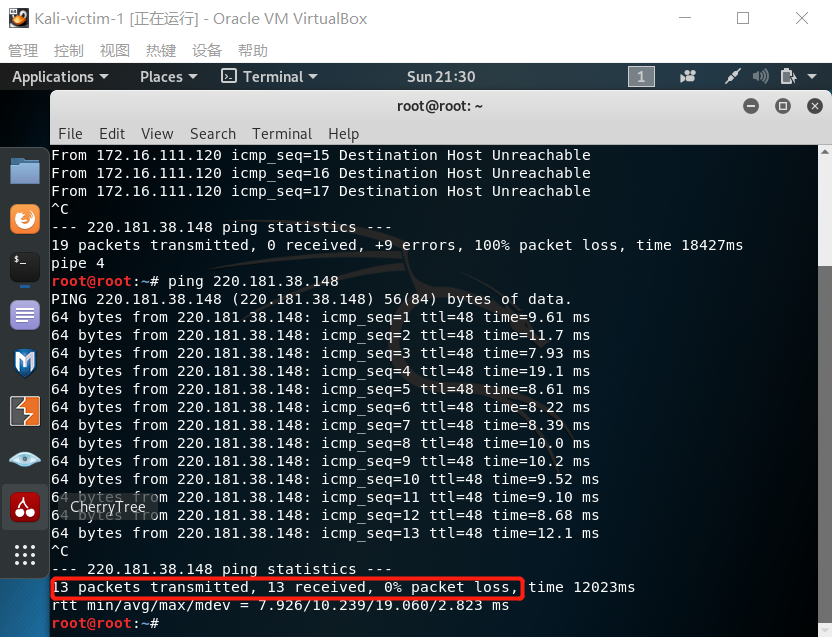 Kali-victim-1 [正在运行] - Oracle VM VirtualBox
管理 控制 视图 热键 设备 帮助
Applications Places Terminal Sun 21:30 1
root@root: ~
File Edit View Search Terminal Help
From 172.16.111.120 icmp_seq=15 Destination Host Unreachable
From 172.16.111.120 icmp_seq=16 Destination Host Unreachable
From 172.16.111.120 icmp_seq=17 Destination Host Unreachable
^C
--- 220.181.38.148 ping statistics ---
19 packets transmitted, 0 received, +9 errors, 100% packet loss, time 18427ms
pipe 4
root@root:~# ping 220.181.38.148
PING 220.181.38.148 (220.181.38.148) 56(84) bytes of data.
64 bytes from 220.181.38.148: icmp_seq=1 ttl=48 time=9.61 ms
64 bytes from 220.181.38.148: icmp_seq=2 ttl=48 time=11.7 ms
64 bytes from 220.181.38.148: icmp_seq=3 ttl=48 time=7.93 ms
64 bytes from 220.181.38.148: icmp_seq=4 ttl=48 time=19.1 ms
64 bytes from 220.181.38.148: icmp_seq=5 ttl=48 time=8.61 ms
64 bytes from 220.181.38.148: icmp_seq=6 ttl=48 time=8.22 ms
64 bytes from 220.181.38.148: icmp_seq=7 ttl=48 time=8.39 ms
64 bytes from 220.181.38.148: icmp_seq=8 ttl=48 time=10.0 ms
64 bytes from 220.181.38.148: icmp_seq=9 ttl=48 time=10.2 ms
64 bytes from 220.181.38.148: icmp_seq=10 ttl=48 time=9.52 ms
64 bytes from 220.181.38.148: icmp_seq=11 ttl=48 time=9.10 ms
CherryTree
64 bytes from 220.181.38.148: icmp_seq=12 ttl=48 time=8.68 ms
64 bytes from 220.181.38.148: icmp_seq=13 ttl=48 time=12.1 ms
^C
--- 220.181.38.148 ping statistics ---
13 packets transmitted, 13 received, 0% packet loss, time 12023ms
rtt min/avg/max/mdev = 7.926/10.239/19.060/2.823 ms
root@root:~#